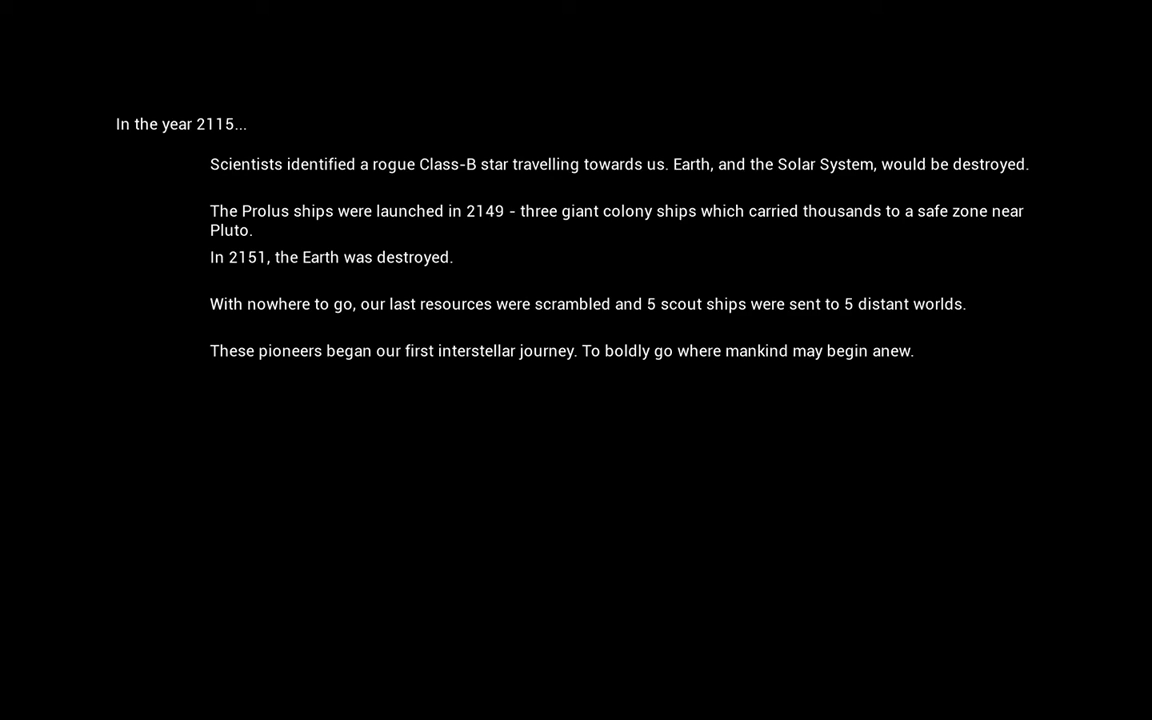 In the year 2115...
Scientists identified a rogue Class-B star travelling towards us. Earth, and the Solar System, would be destroyed.
The Prolus ships were launched in 2149 - three giant colony ships which carried thousands to a safe zone near
Pluto.
In 2151, the Earth was destroyed.
With nowhere to go, our last resources were scrambled and 5 scout ships were sent to 5 distant worlds.
These pioneers began our first interstellar journey. To boldly go where mankind may begin anew.